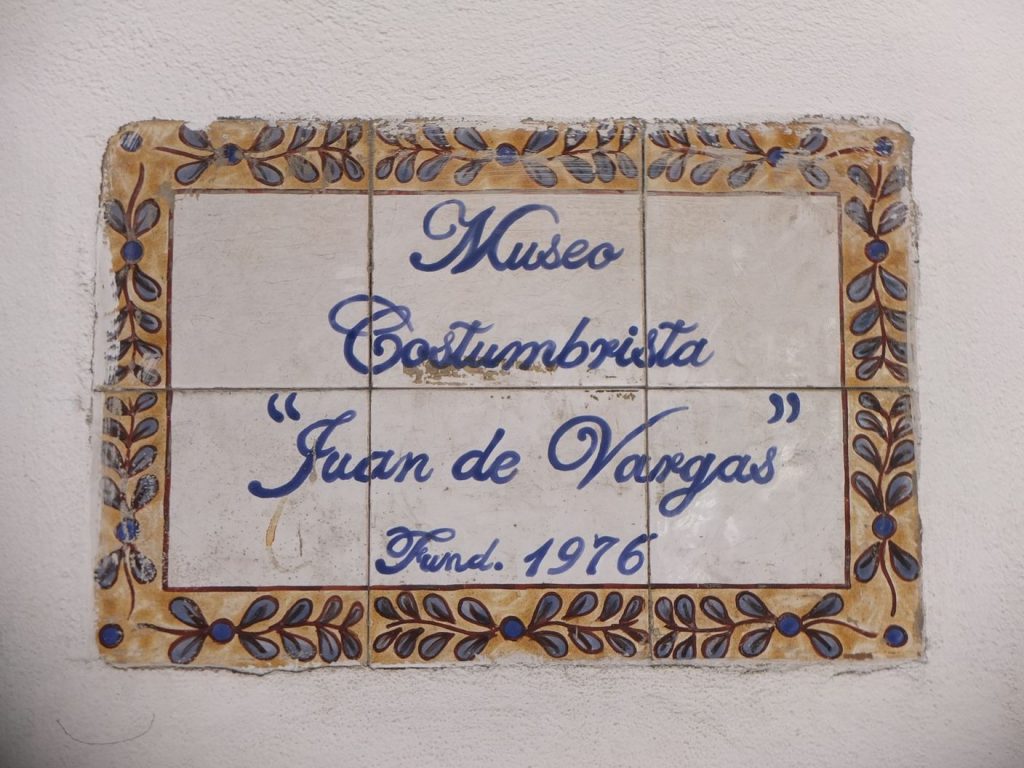 Museo
Costumbrista
“Juan de Vargas”
Fund. 1976